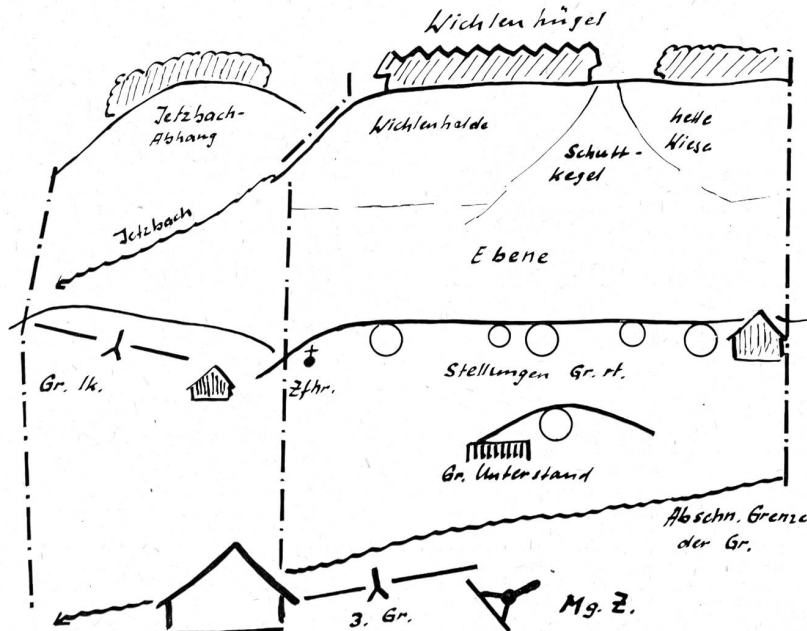 Wichlenhügel
Jetzbach-
Abhang
Wichlenhalde
helle
Wiese
Schutt-
kegel
Jetzbach
Ebene
Gr. lk.
Zfhr.
Stellungen Gr. rt.
Gr. Unterstand
Abschn. Grenze
der Gr.
3. Gr.
Mg. Z.